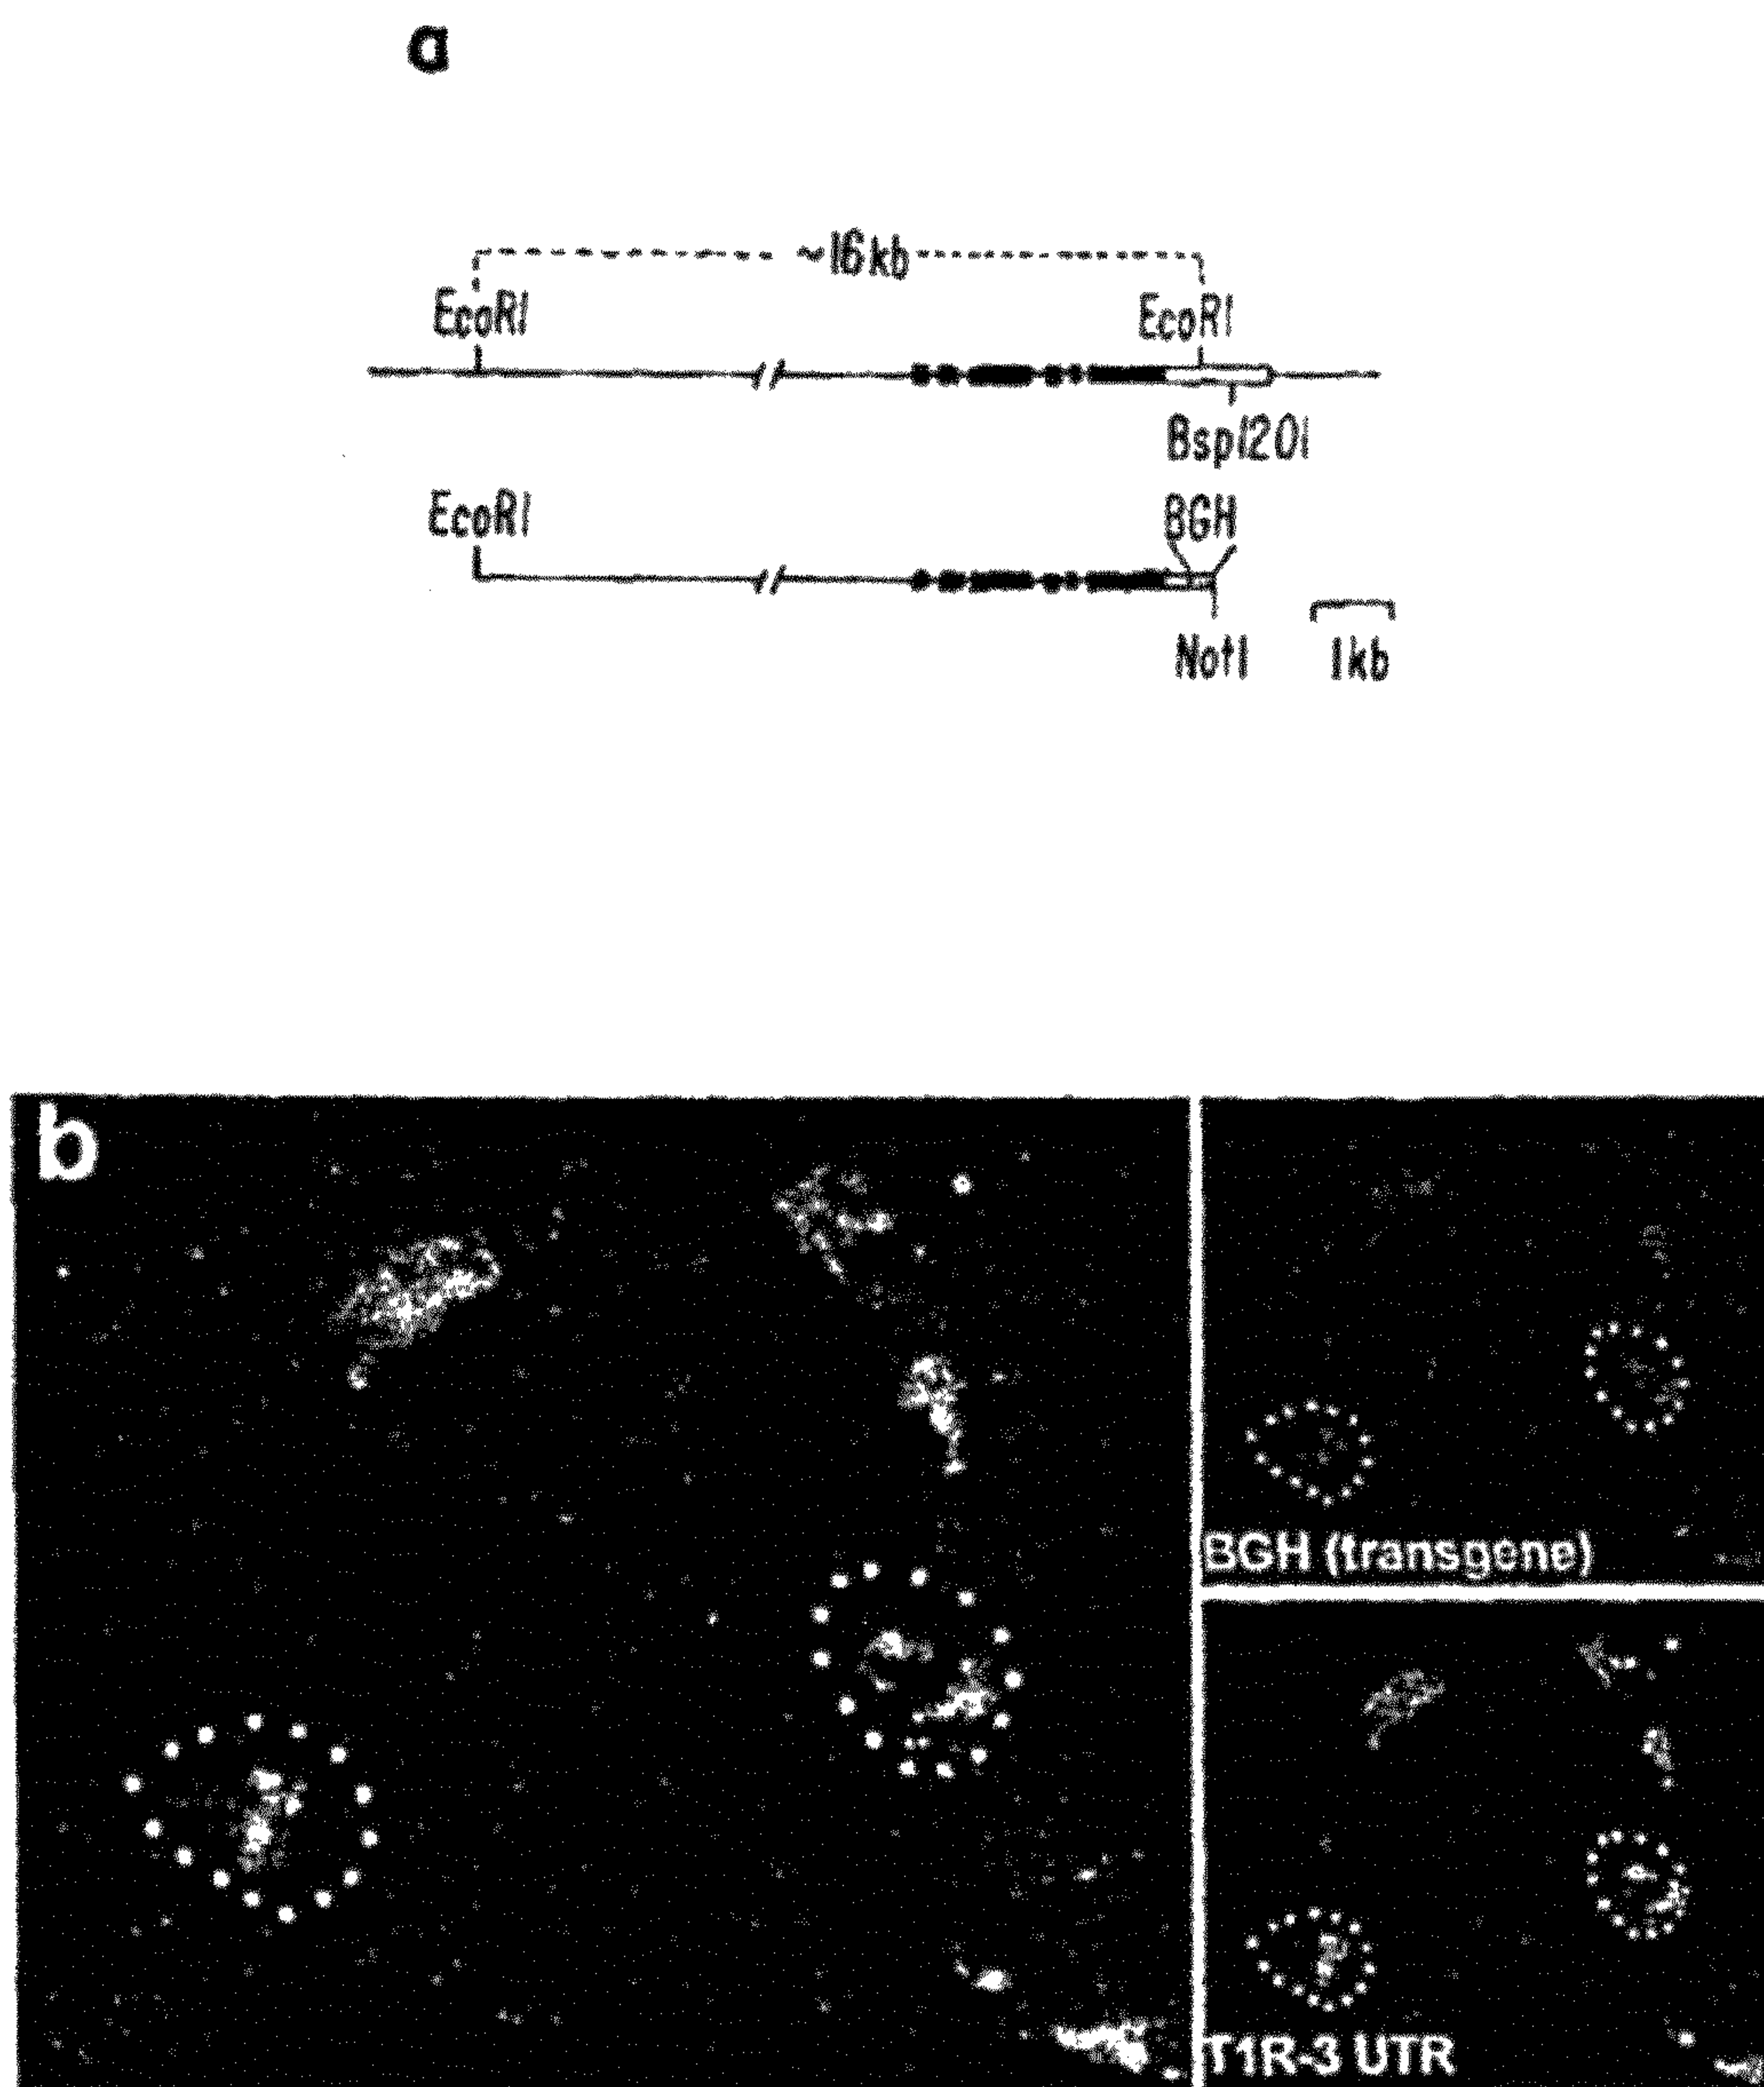 a
~16kb
EcoRI EcoRI
Bsp120I
EcoRI BGH
NotI 1kb
b
BGH (transgene)
T1R-3 UTR